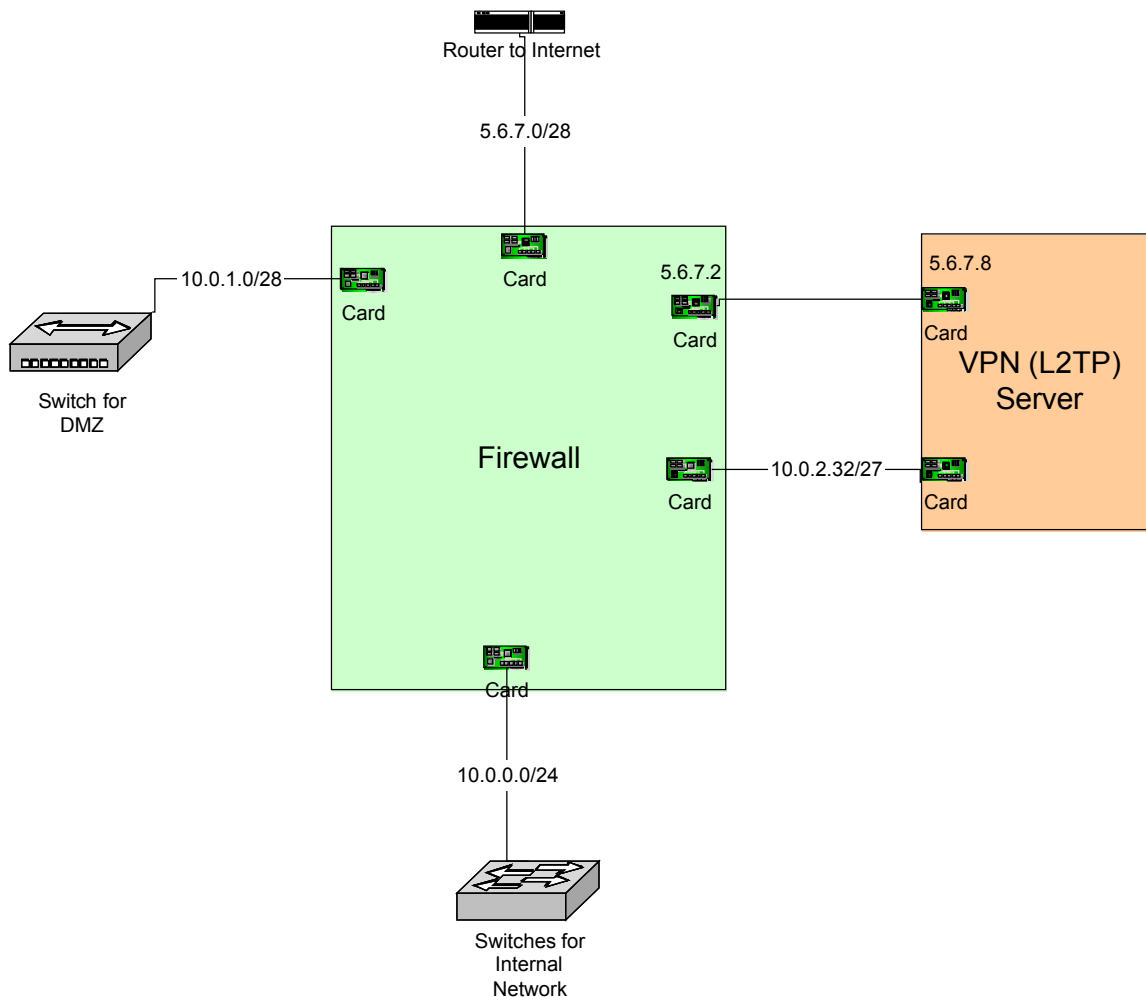 Router to Internet
5.6.7.0/28
Card
10.0.1.0/28
Card
5.6.7.2
Card
5.6.7.8
Card
VPN (L2TP)
Server
Switch for
DMZ
Firewall
Card
10.0.2.32/27
Card
Card
10.0.0.0/24
Switches for
Internal
Network